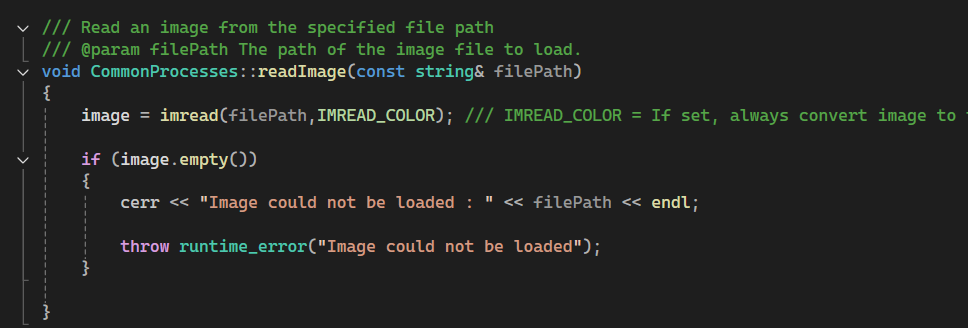 /// Read an image from the specified file path
/// @param filePath The path of the image file to load.
void CommonProcesses::readImage(const string& filePath)
{
image = imread(filePath,IMREAD_COLOR); /// IMREAD_COLOR = If set, always convert image to
if (image.empty())
{
cerr << "Image could not be loaded : " << filePath << endl;
throw runtime_error("Image could not be loaded");
}
}